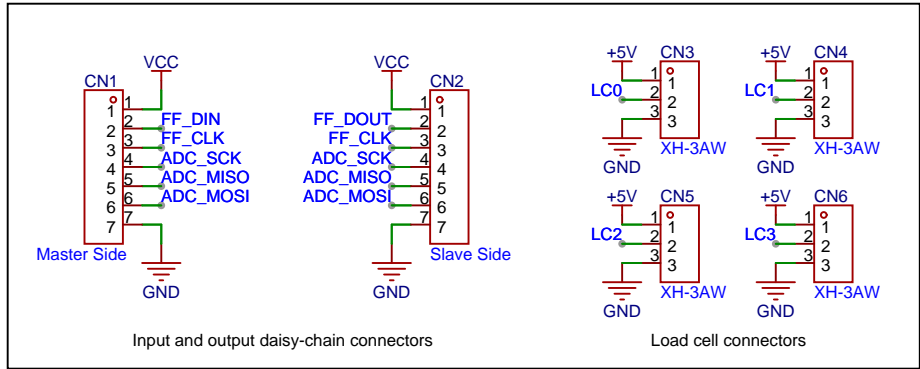 VCC
CN1
1 1
2 2 FF_DIN
3 3 FF_CLK
4 4 ADC_SCK
5 5 ADC_MISO
6 6 ADC_MOSI
7 7
Master Side
GND
VCC
CN2
1 1
FF_DOUT 2 2
FF_CLK 3 3
ADC_SCK 4 4
ADC_MISO 5 5
ADC_MOSI 6 6
7 7
Slave Side
GND
Input and output daisy-chain connectors
+5V CN3
1 1
LC0 2 2
3 3
GND XH-3AW
+5V CN4
1 1
LC1 2 2
3 3
GND XH-3AW
+5V CN5
1 1
LC2 2 2
3 3
GND XH-3AW
+5V CN6
1 1
LC3 2 2
3 3
GND XH-3AW
Load cell connectors